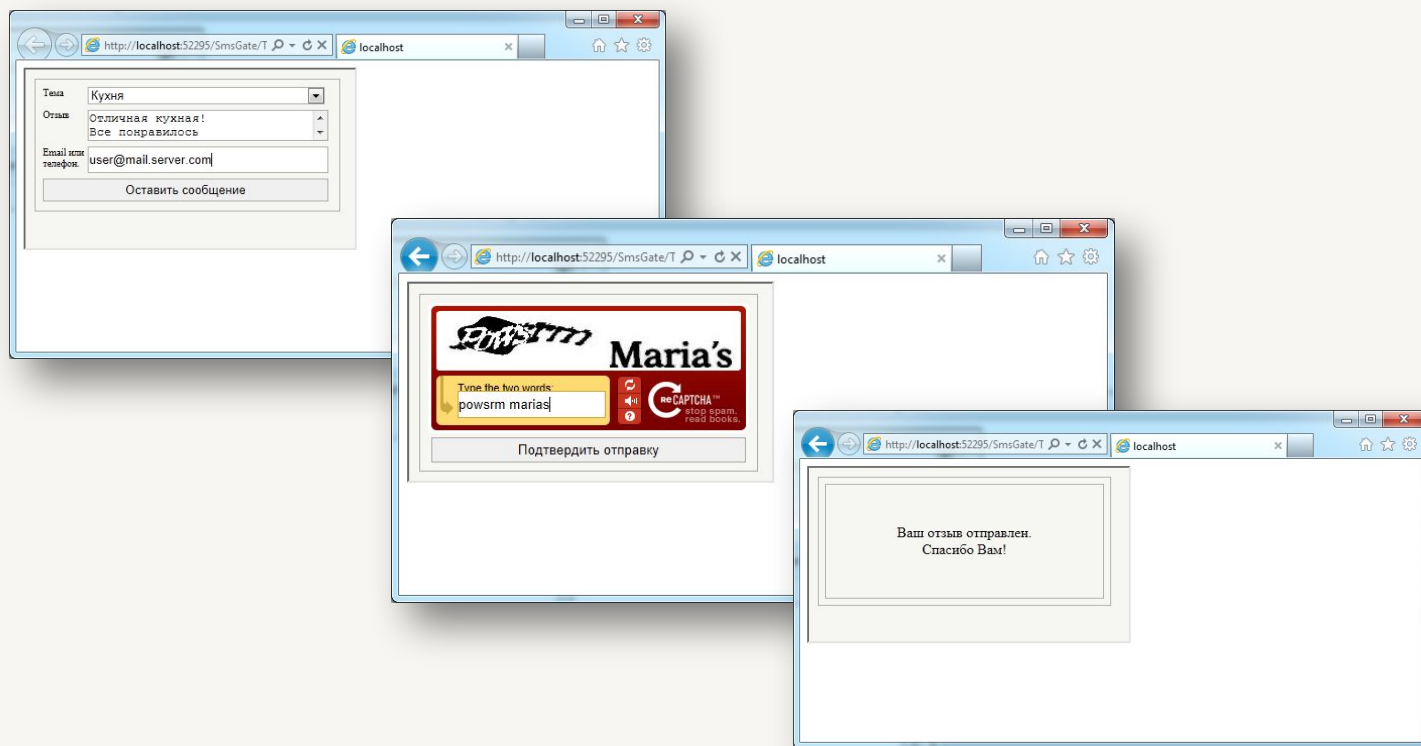 http://localhost:52295/SmsGate/T
localhost
Тема
Кухня
Отзыв
Отличная кухная!
Все понравилось
Email или
телефон.
user@mail.server.com
Оставить сообщение
http://localhost:52295/SmsGate/T
localhost
Powsrm Maria's
Type the two words:
powsrm marias
reCAPTCHA™
stop spam.
read books.
Подтвердить отправку
http://localhost:52295/SmsGate/T
localhost
Ваш отзыв отправлен.
Спасибо Вам!